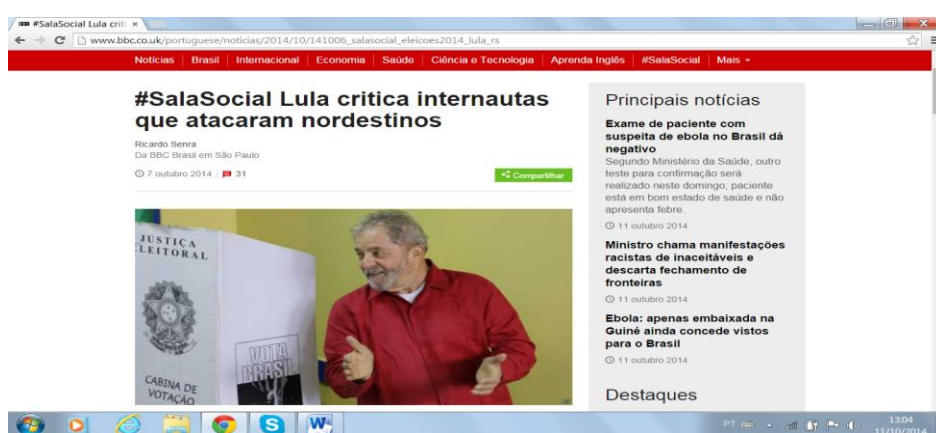 #SalaSocial Lula criti
www.bbc.co.uk/portuguese/noticias/2014/10/141006_salasocial_eleicoes2014_lula_rs
Notícias Brasil Internacional Economia Saúde Ciência e Tecnologia Aprenda Inglês #SalaSocial Mais
#SalaSocial Lula critica internautas
que atacaram nordestinos
Ricardo Senra
Da BBC Brasil em São Paulo
7 outubro 2014 31
Compartilhar
JUSTIÇA
ELEITORAL
VOTA
BRASIL
CABINA DE
VOTAÇÃO
Principais notícias
Exame de paciente com
suspeita de ebola no Brasil dá
negativo
Segundo Ministério da Saúde, outro
teste para confirmação será
realizado neste domingo; paciente
está em bom estado de saúde e não
apresenta febre.
11 outubro 2014
Ministro chama manifestações
racistas de inaceitáveis e
descarta fechamento de
fronteiras
11 outubro 2014
Ebola: apenas embaixada na
Guiné ainda concede vistos
para o Brasil
11 outubro 2014
Destaques
PT
13:04
11/10/2014